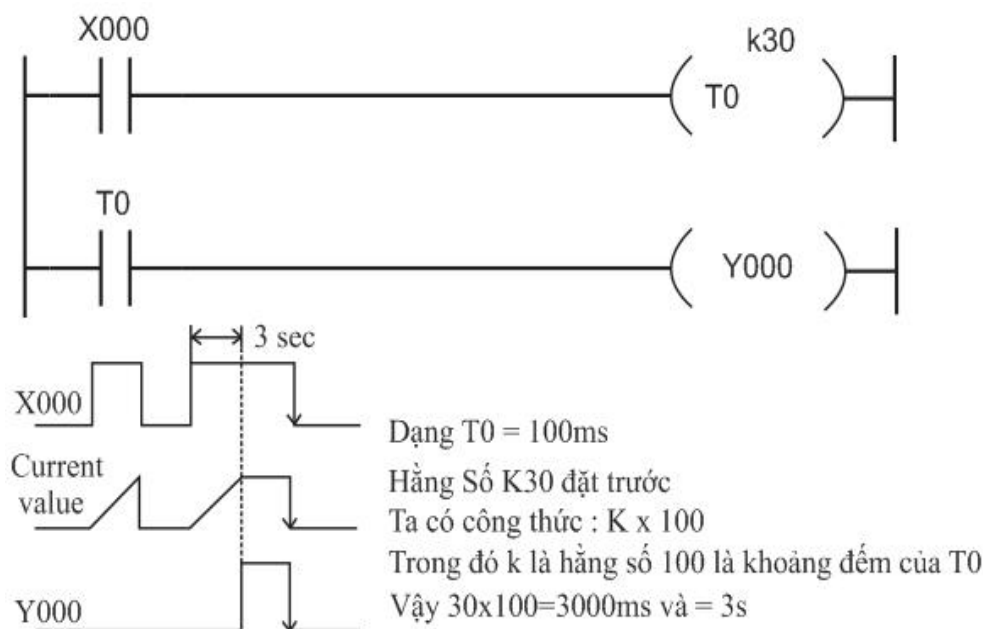 X000
k30
T0
T0
Y000
3 sec
X000
Dạng T0 = 100ms
Current
value
Hằng Số K30 đặt trước
Ta có công thức : K x 100
Trong đó k là hằng số 100 là khoảng đếm của T0
Y000
Vậy 30x100=3000ms và = 3s